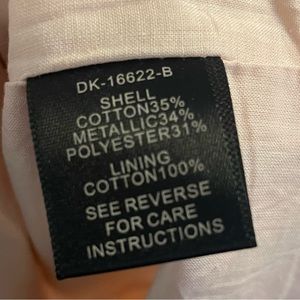 DK-16622-B
SHELL
COTTON35%
METALLIC34%
POLYESTER31%
LINING
COTTON100%
SEE REVERSE
FOR CARE
INSTRUCTIONS